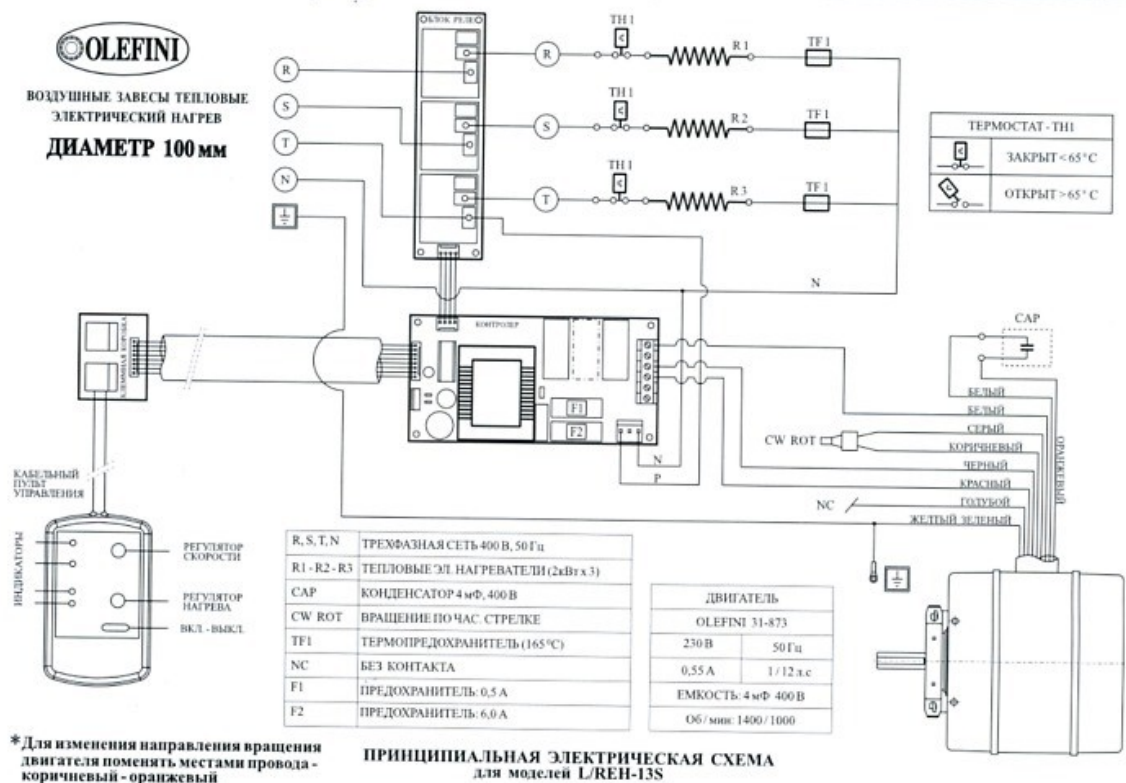 OLEFINI
ВОЗДУШНЫЕ ЗАВЕСЫ ТЕПЛОВЫЕ
ЭЛЕКТРИЧЕСКИЙ НАГРЕВ
ДИАМЕТР 100 мм
R
S
T
N
БЛОК РЕЛЕ
R
TH 1
R 1
TF 1
S
TH 1
R 2
TF 1
T
TH 1
R 3
TF 1
N
ТЕРМОСТАТ - TH1
ЗАКРЫТ < 65° C
ОТКРЫТ > 65° C
КЛЕММНАЯ КОРОБКА
КОНТРОЛЕР
F1
F2
N
P
CAP
БЕЛЫЙ
БЕЛЫЙ
СЕРЫЙ
CW ROT
КОРИЧНЕВЫЙ
ЧЕРНЫЙ
КРАСНЫЙ
NC
ГОЛУБОЙ
ЖЕЛТЫЙ ЗЕЛЕНЫЙ
ОРАНЖЕВЫЙ
КАБЕЛЬНЫЙ
ПУЛЬТ
УПРАВЛЕНИЯ
ИНДИКАТОРЫ
РЕГУЛЯТОР
СКОРОСТИ
РЕГУЛЯТОР
НАГРЕВА
ВКЛ. - ВЫКЛ.
R, S, T, N ТРЕХФАЗНАЯ СЕТЬ 400 В, 50 Гц
R1 - R2 - R3 ТЕПЛОВЫЕ ЭЛ. НАГРЕВАТЕЛИ (2кВт x 3)
CAP КОНДЕНСАТОР 4 мФ, 400 В
CW ROT ВРАЩЕНИЕ ПО ЧАС. СТРЕЛКЕ
TF1 ТЕРМОПРЕДОХРАНИТЕЛЬ (165°C)
NC БЕЗ КОНТАКТА
F1 ПРЕДОХРАНИТЕЛЬ: 0,5 А
F2 ПРЕДОХРАНИТЕЛЬ: 6,0 А
ДВИГАТЕЛЬ
OLEFINI 31-873
230 В 50 Гц
0,55 А 1 / 12 л.с
ЕМКОСТЬ: 4 мФ 400 В
Об / мин: 1400 / 1000
*Для изменения направления вращения
двигателя поменять местами провода -
коричневый - оранжевый
ПРИНЦИПИАЛЬНАЯ ЭЛЕКТРИЧЕСКАЯ СХЕМА
для моделей L/REH-13S